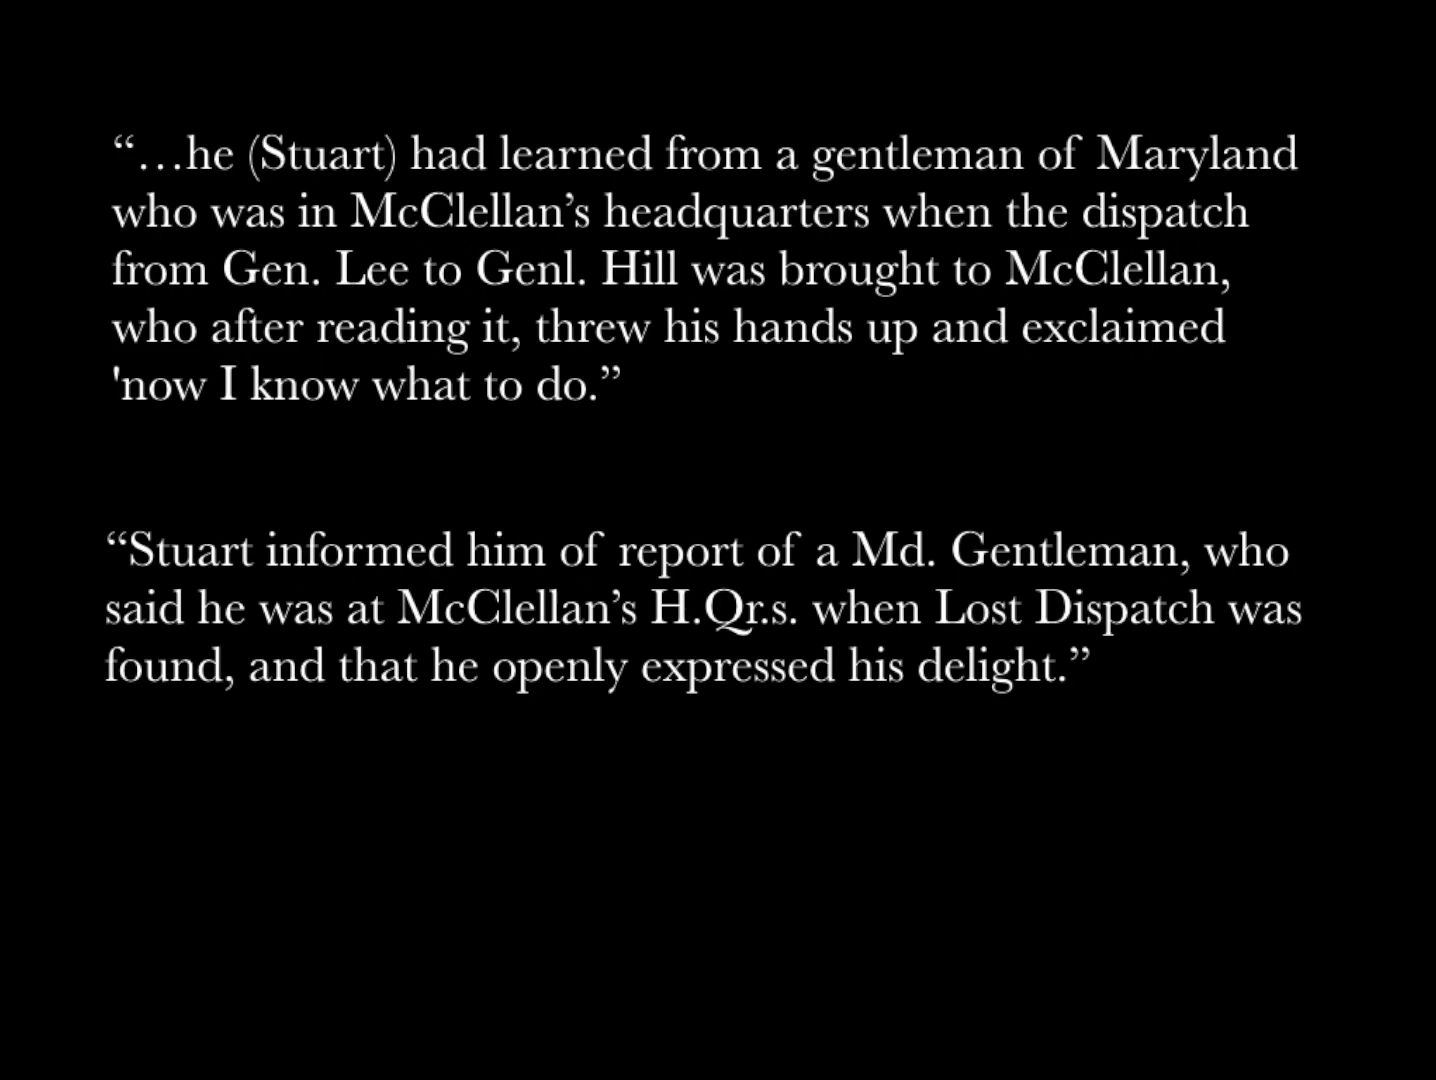 “…he (Stuart) had learned from a gentleman of Maryland
who was in McClellan’s headquarters when the dispatch
from Gen. Lee to Genl. Hill was brought to McClellan,
who after reading it, threw his hands up and exclaimed
'now I know what to do.”
“Stuart informed him of report of a Md. Gentleman, who
said he was at McClellan’s H.Qr.s. when Lost Dispatch was
found, and that he openly expressed his delight.”